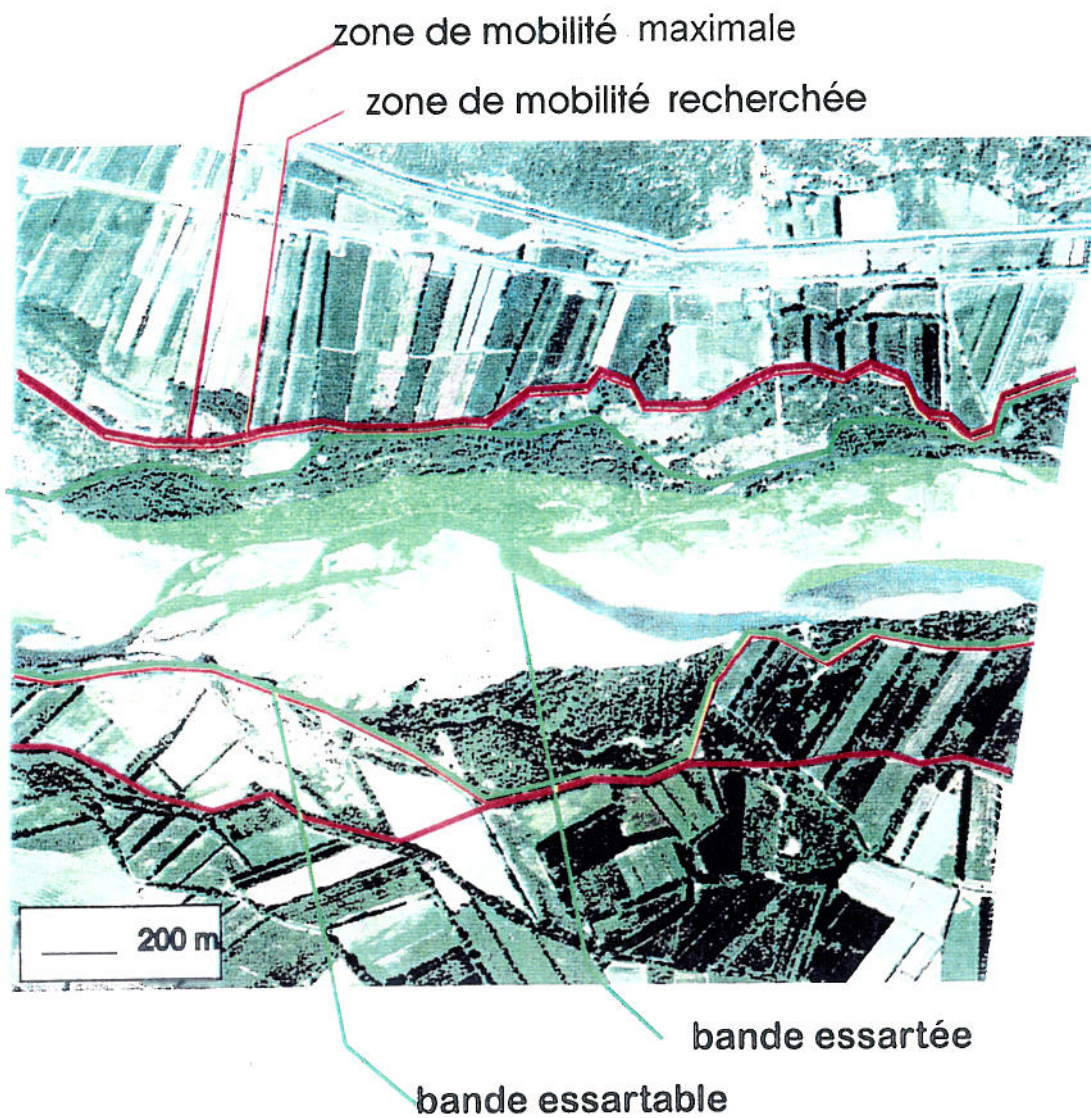 zone de mobilité maximale
zone de mobilité recherchée
200 m
bande essartée
bande essartable